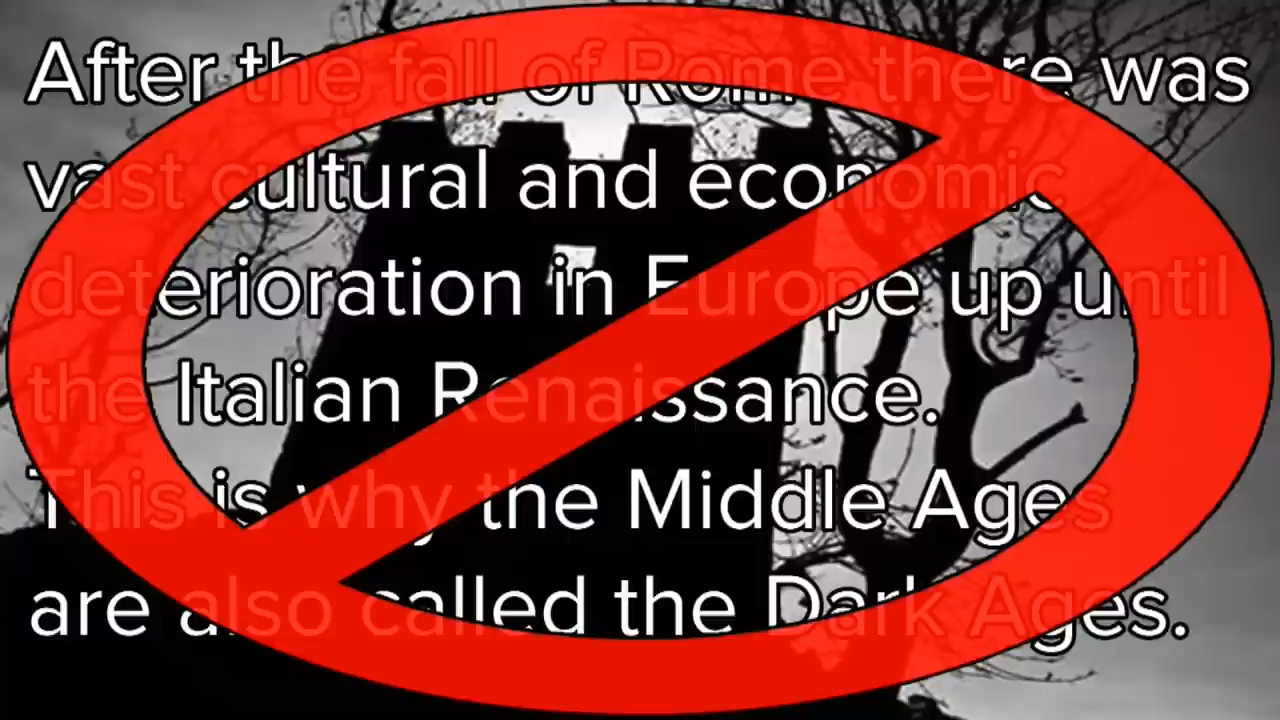 After the fall of Rome there was
vast cultural and economic
deterioration in Europe up until
the Italian Renaissance.
This is why the Middle Ages
are also called the Dark Ages.